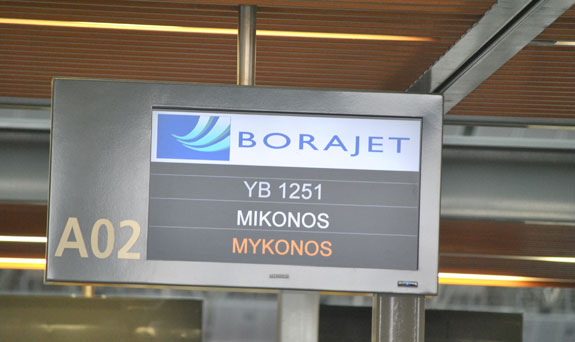 BORAJET
YB 1251
MIKONOS
MYKONOS
A02